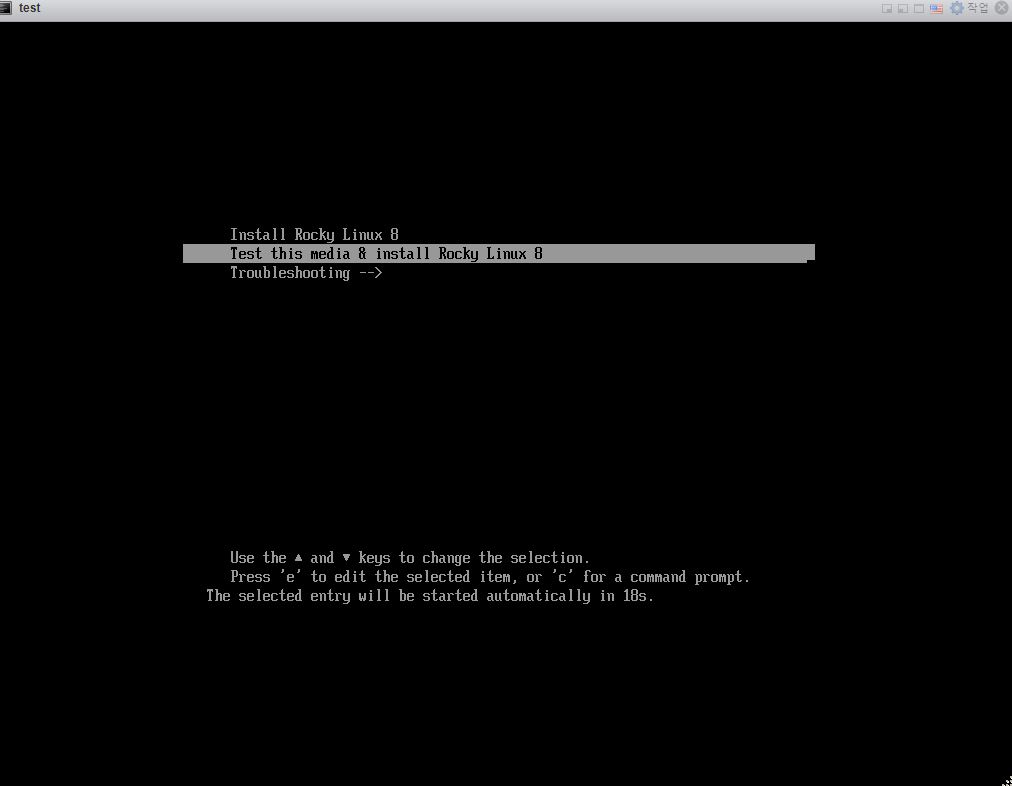 test
작업
Install Rocky Linux 8
Test this media & install Rocky Linux 8
Troubleshooting -->
Use the ▲ and ▼ keys to change the selection.
Press 'e' to edit the selected item, or 'c' for a command prompt.
The selected entry will be started automatically in 18s.